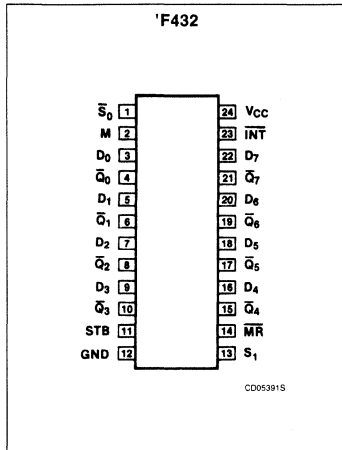 'F432
S̅0 1 24 VCC
M 2 23 I̅N̅T̅
D0 3 22 D7
Q̅0 4 21 Q̅7
D1 5 20 D6
Q̅1 6 19 Q̅6
D2 7 18 D5
Q̅2 8 17 Q̅5
D3 9 16 D4
Q̅3 10 15 Q̅4
STB 11 14 M̅R̅
GND 12 13 S1
CD05391S